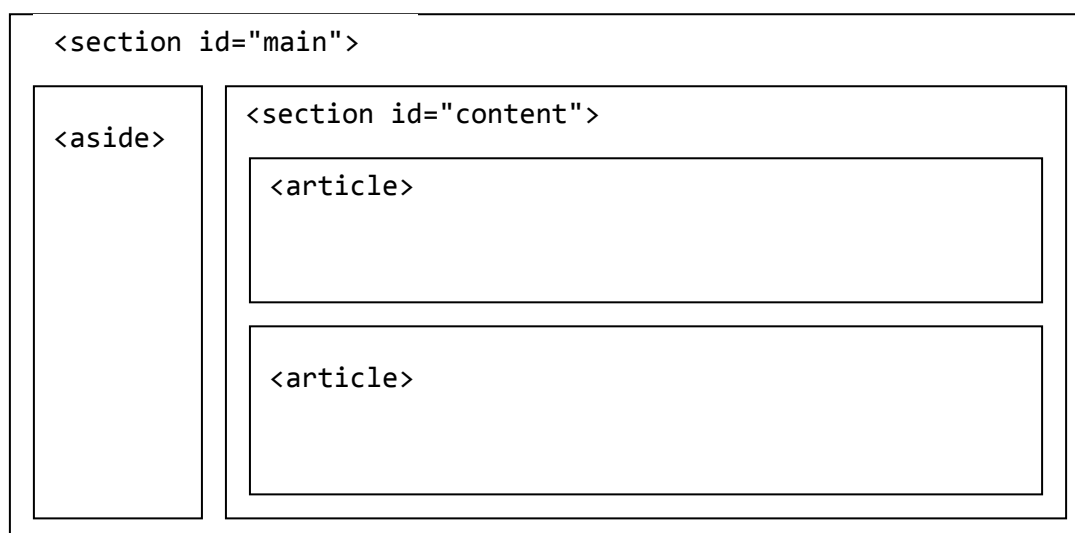 <section id="main">
<aside>
<section id="content">
<article>
<article>